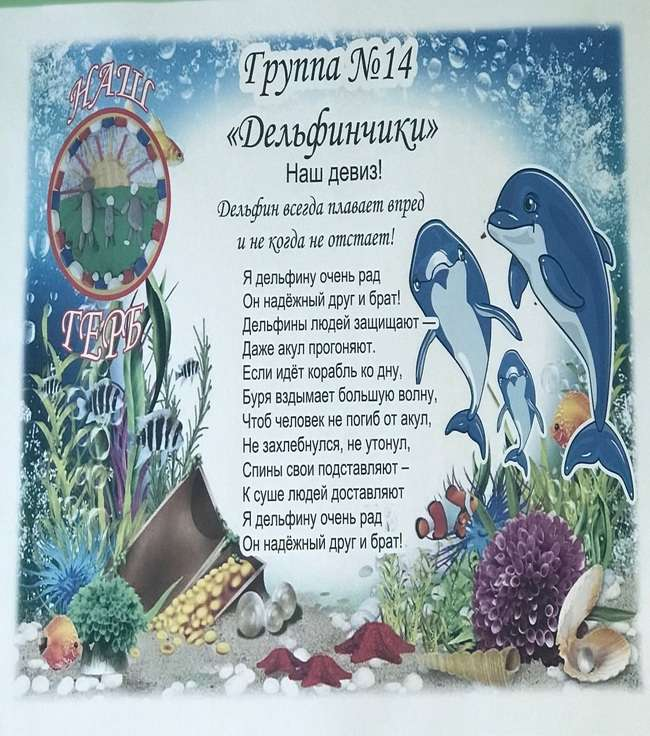 НАШ
ГЕРБ
Группа №14
«Дельфинчики»
Наш девиз!
Дельфин всегда плавает впред
и не когда не отстает!
Я дельфину очень рад
Он надёжный друг и брат!
Дельфины людей защищают –
Даже акул прогоняют.
Если идёт корабль ко дну,
Буря вздымает большую волну,
Чтоб человек не погиб от акул,
Не захлебнулся, не утонул,
Спины свои подставляют –
К суше людей доставляют
Я дельфину очень рад
Он надёжный друг и брат!